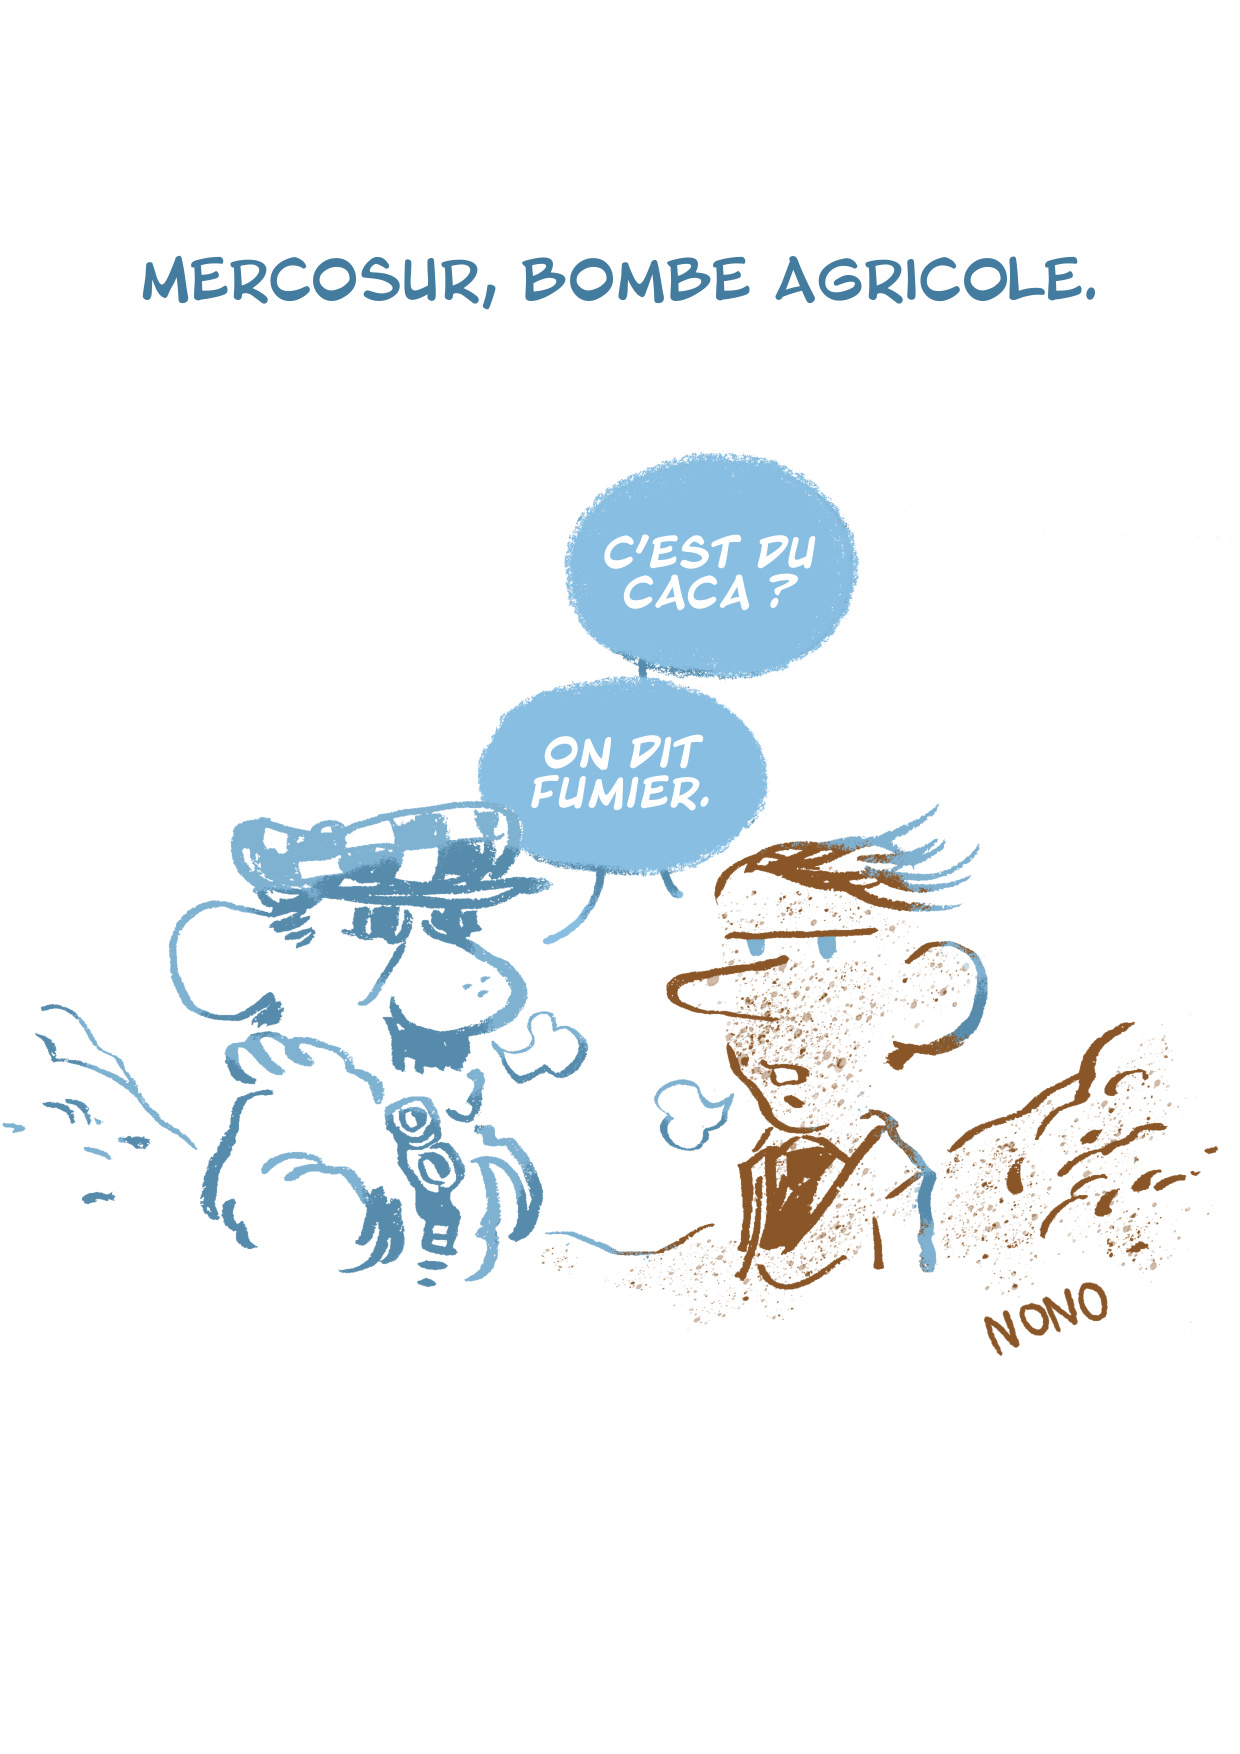 MERCOSUR, BOMBE AGRICOLE.
C'EST DU
CACA ?
ON DIT
FUMIER.
NONO